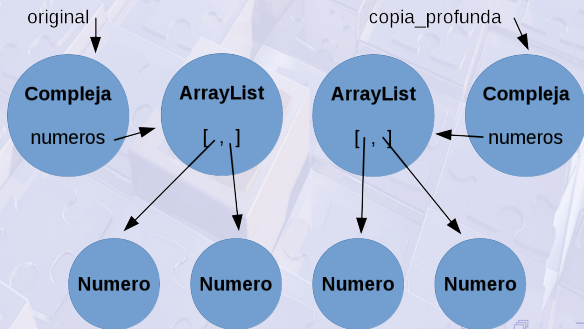 original
copia_profunda
Compleja
ArrayList
ArrayList
Compleja
numeros
[ , ]
[ , ]
numeros
Numero
Numero
Numero
Numero